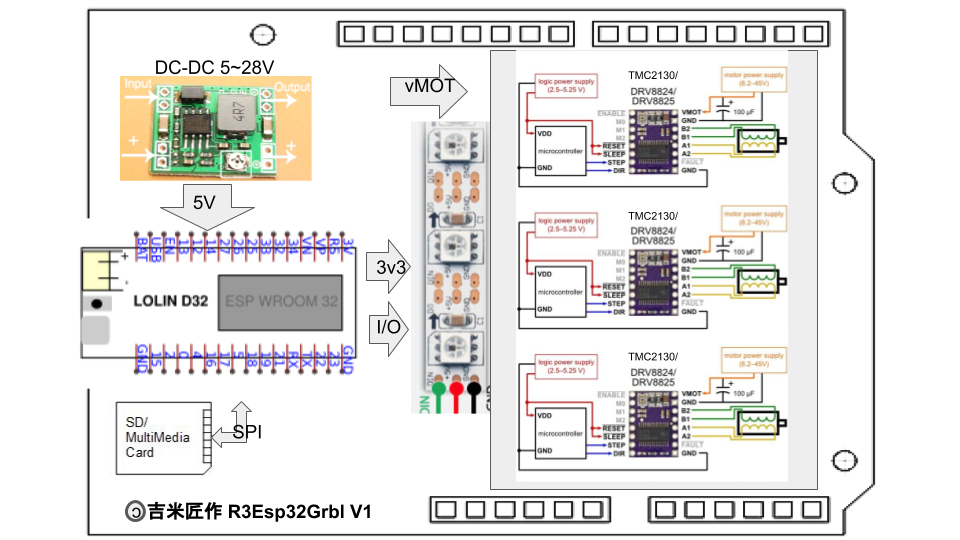 DC-DC 5~28V
Input
Output
4R7
5V
vMOT
3v3
I/O
SPI
BAT
USB
EN
13
12
14
27
26
25
33
32
34
VN
VP
RS
3V
LOLIN D32
ESP WROOM 32
GND
15
2
0
4
16
17
5
18
19
21
RX
TX
22
23
GND
SD/
MultiMedia
Card
logic power supply
(2.5–5.25 V)
TMC2130/
DRV8824/
DRV8825
motor power supply
(8.2–45V)
ENABLE
M0
M1
M2
RESET
SLEEP
STEP
DIR
VDD
microcontroller
GND
VMOT
GND
B2
B1
A1
A2
FAULT
GND
100 µF
logic power supply
(2.5–5.25 V)
TMC2130/
DRV8824/
DRV8825
motor power supply
(8.2–45V)
ENABLE
M0
M1
M2
RESET
SLEEP
STEP
DIR
VDD
microcontroller
GND
VMOT
GND
B2
B1
A1
A2
FAULT
GND
100 µF
logic power supply
(2.5–5.25 V)
TMC2130/
DRV8824/
DRV8825
motor power supply
(8.2–45V)
ENABLE
M0
M1
M2
RESET
SLEEP
STEP
DIR
VDD
microcontroller
GND
VMOT
GND
B2
B1
A1
A2
FAULT
GND
100 µF
吉米匠作 R3Esp32Grbl V1